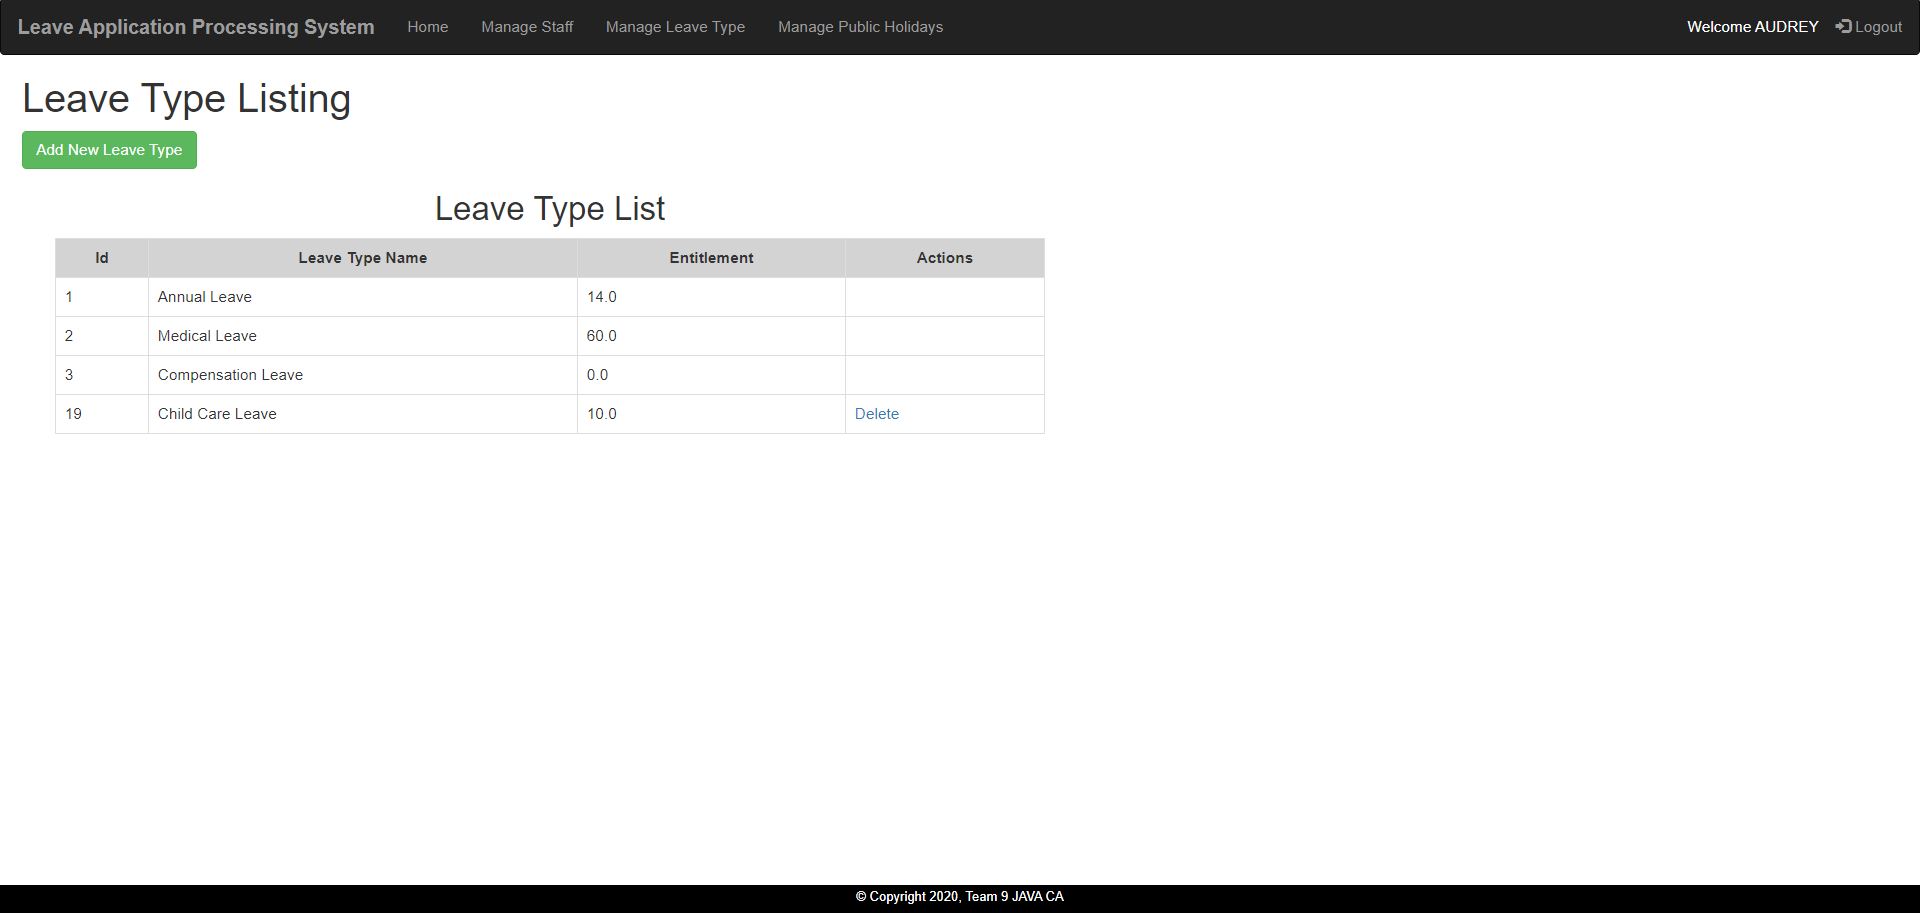 Leave Application Processing System Home Manage Staff Manage Leave Type Manage Public Holidays Welcome AUDREY Logout
Leave Type Listing
Add New Leave Type
Leave Type List
Id Leave Type Name Entitlement Actions
1 Annual Leave 14.0
2 Medical Leave 60.0
3 Compensation Leave 0.0
19 Child Care Leave 10.0 Delete
© Copyright 2020, Team 9 JAVA CA